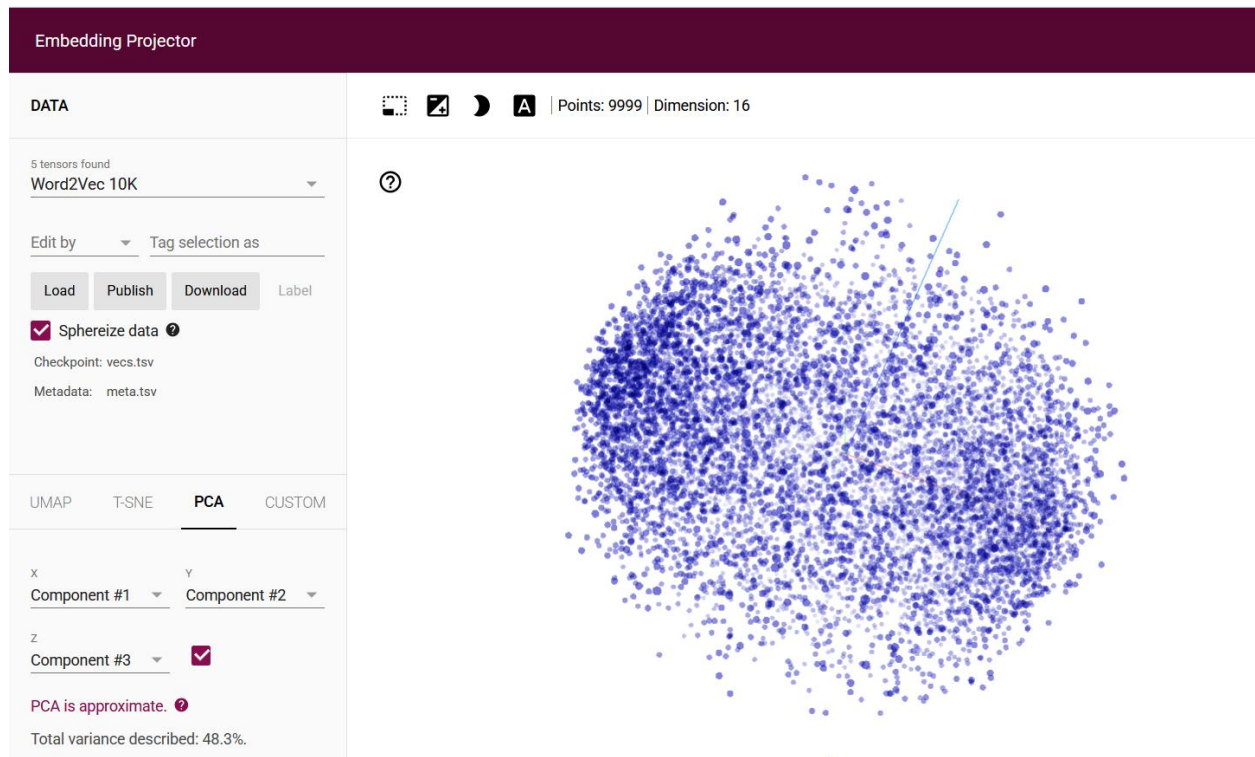 Embedding Projector
DATA
A | Points: 9999 | Dimension: 16
5 tensors found
Word2Vec 10K
Edit by Tag selection as
Load Publish Download Label
Sphereize data ?
Checkpoint: vecs.tsv
Metadata: meta.tsv
?
UMAP T-SNE PCA CUSTOM
X Y
Component #1 Component #2
Z
Component #3
PCA is approximate. ?
Total variance described: 48.3%.